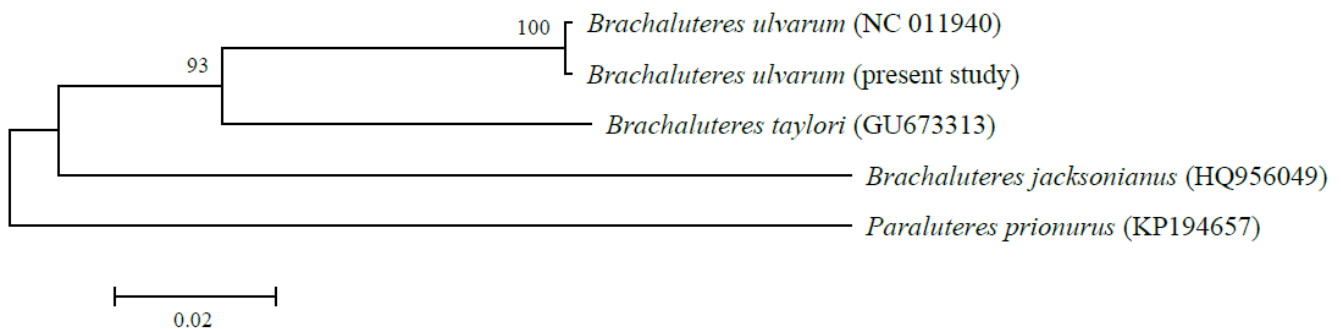 100
Brachaluteres ulvarum (NC 011940)
93
Brachaluteres ulvarum (present study)
Brachaluteres taylori (GU673313)
Brachaluteres jacksonianus (HQ956049)
Paraluteres prionurus (KP194657)
0.02